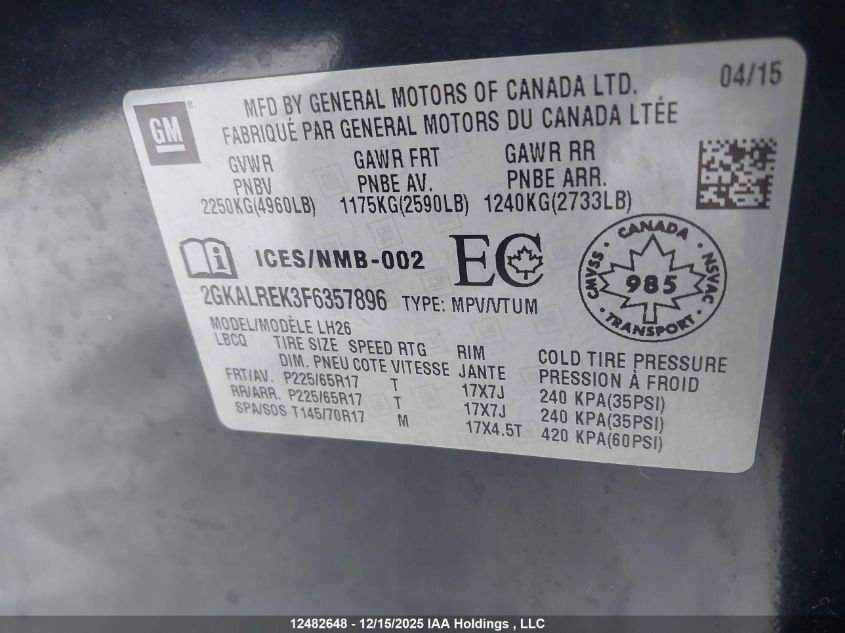 GM
04/15
MFD BY GENERAL MOTORS OF CANADA LTD.
FABRIQUÉ PAR GENERAL MOTORS DU CANADA LTÉE
GVWR GAWR FRT GAWR RR
PNBV PNBE AV. PNBE ARR.
2250KG(4960LB) 1175KG(2590LB) 1240KG(2733LB)
ICES/NMB-002 EC
CANADA
CMVSS 985 NSVAC
TRANSPORT
2GKALREK3F6357896 TYPE: MPV/VTUM
MODEL/MODÈLE LH26
LBCQ TIRE SIZE SPEED RTG RIM COLD TIRE PRESSURE
DIM. PNEU COTE VITESSE JANTE PRESSION À FROID
FRT/AV. P225/65R17 T 17X7J 240 KPA(35PSI)
RR/ARR. P225/65R17 T 17X7J 240 KPA(35PSI)
SPA/SOS T145/70R17 M 17X4.5T 420 KPA(60PSI)
12482648 - 12/15/2025 IAA Holdings , LLC